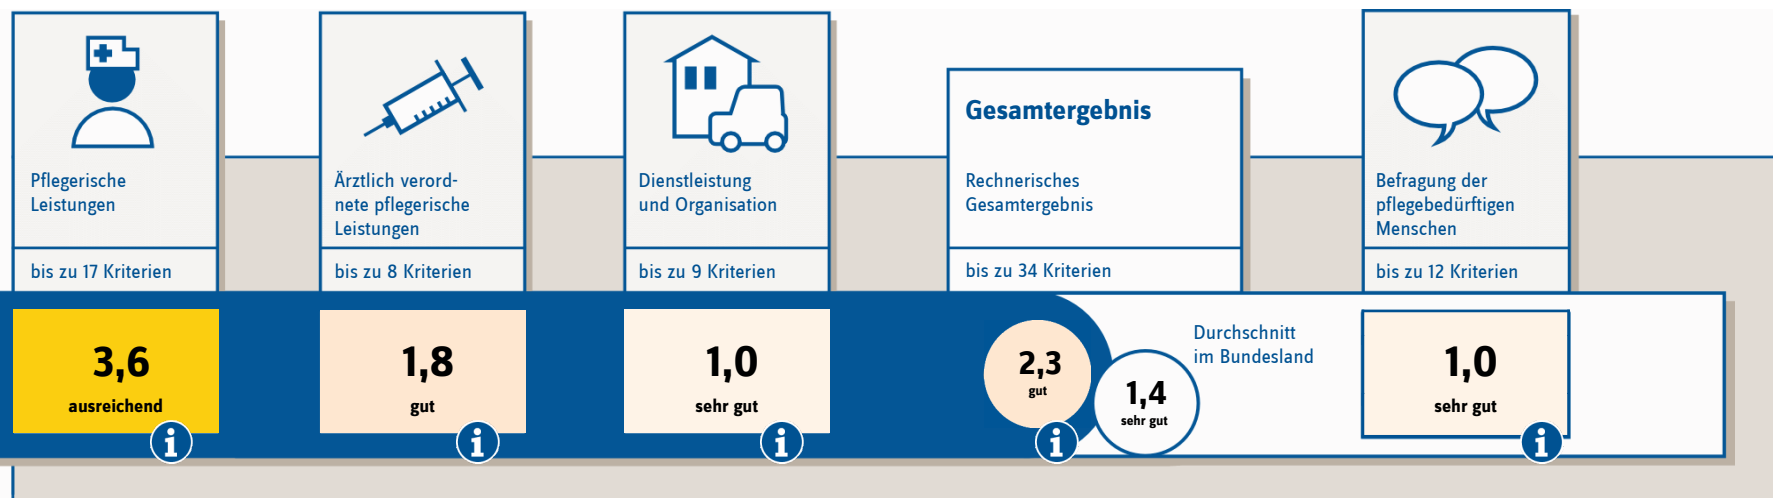 Pflegerische
Leistungen
bis zu 17 Kriterien
3,6
ausreichend
i
Ärztlich verord-
nete pflegerische
Leistungen
bis zu 8 Kriterien
1,8
gut
i
Dienstleistung
und Organisation
bis zu 9 Kriterien
1,0
sehr gut
i
Gesamtergebnis
Rechnerisches
Gesamtergebnis
bis zu 34 Kriterien
2,3
gut
i
1,4
sehr gut
Durchschnitt
im Bundesland
Befragung der
pflegebedürftigen
Menschen
bis zu 12 Kriterien
1,0
sehr gut
i